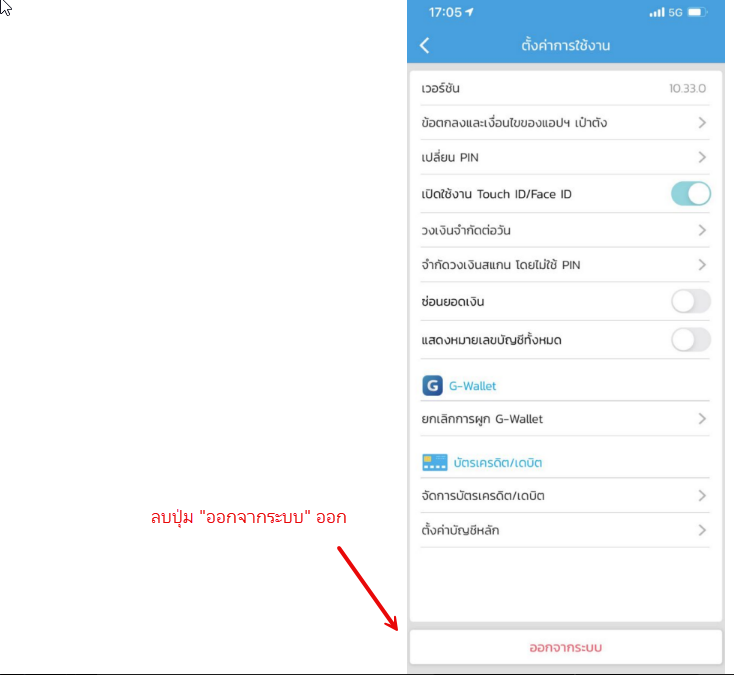 17:05
5G
ตั้งค่าการใช้งาน
เวอร์ชัน 10.33.0
ข้อตกลงและเงื่อนไขของแอปฯ เป๋าตัง
เปลี่ยน PIN
เปิดใช้งาน Touch ID/Face ID
วงเงินจำกัดต่อวัน
จำกัดวงเงินสแกน โดยไม่ใช้ PIN
ซ่อนยอดเงิน
แสดงหมายเลขบัญชีทั้งหมด
G G-Wallet
ยกเลิกการผูก G-Wallet
บัตรเครดิต/เดบิต
จัดการบัตรเครดิต/เดบิต
ลบปุ่ม "ออกจากระบบ" ออก
ตั้งค่าบัญชีหลัก
ออกจากระบบ